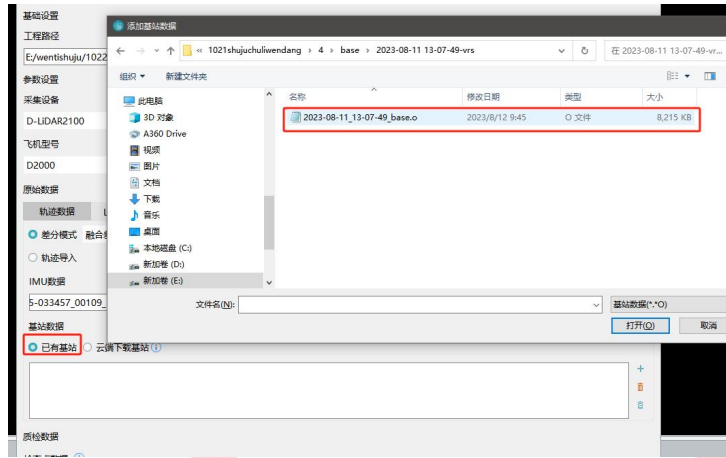 基础设置
添加基站数据
工程路径
E:/wentishuju/1022
« 1021shujuchuliwendang › 4 › base › 2023-08-11 13-07-49-vrs
在 2023-08-11 13-07-49-vr...
参数设置
组织 新建文件夹
采集设备
此电脑
名称 修改日期 类型 大小
D-LiDAR2100
3D 对象
2023-08-11_13-07-49_base.o 2023/8/12 9:45 O 文件 8,215 KB
A360 Drive
飞机型号
视频
D2000
图片
文档
原始数据
下载
轨迹数据
音乐
差分模式
桌面
轨迹导入
本地磁盘 (C:)
新加卷 (D:)
IMU数据
新加卷 (E:)
5-033457_00109_
文件名(N):
基站数据(*.*O)
基站数据
打开(O) 取消
已有基站 云端下载基站
质检数据